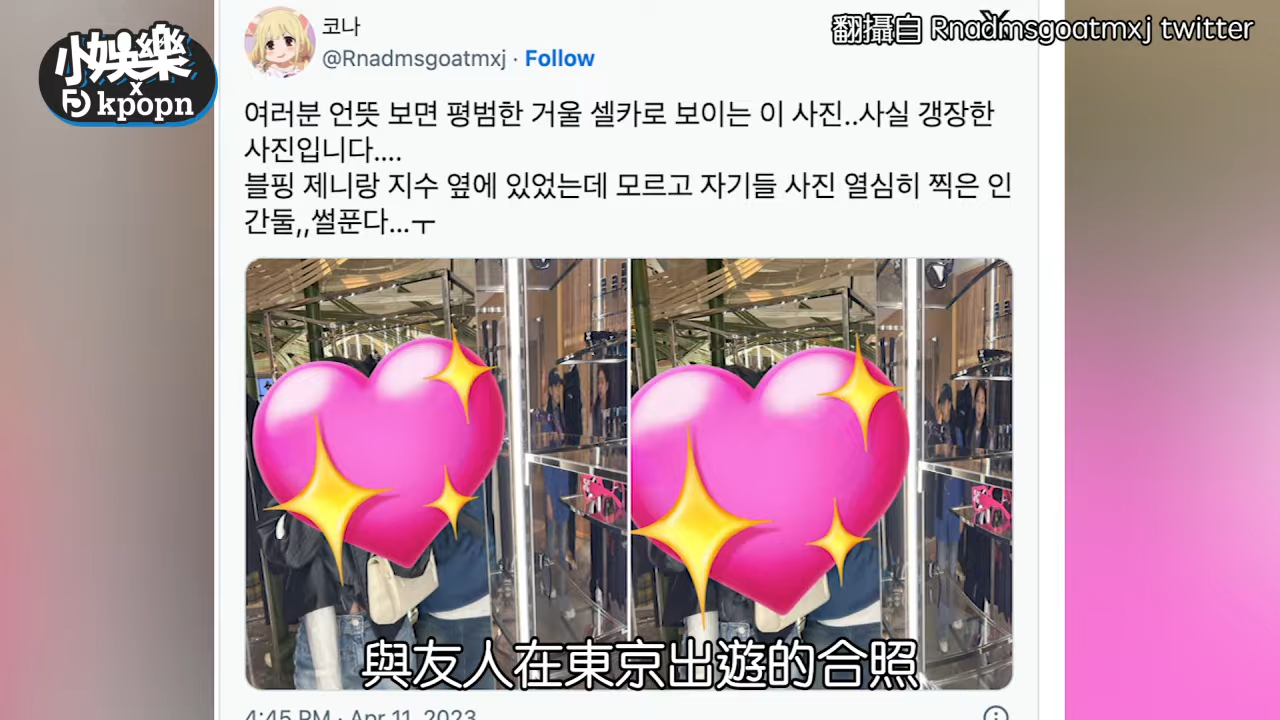 小娛樂
x
kpopn
翻攝自 Rnadmsgoatmxj twitter
코나
@Rnadmsgoatmxj · Follow
여러분 언뜻 보면 평범한 거울 셀카로 보이는 이 사진..사실 갱장한
사진입니다....
블핑 제니랑 지수 옆에 있었는데 모르고 자기들 사진 열심히 찍은 인
간둘,,썰푼다...ㅜ
與友人在東京出遊的合照
4:45 PM · Apr 11, 2023